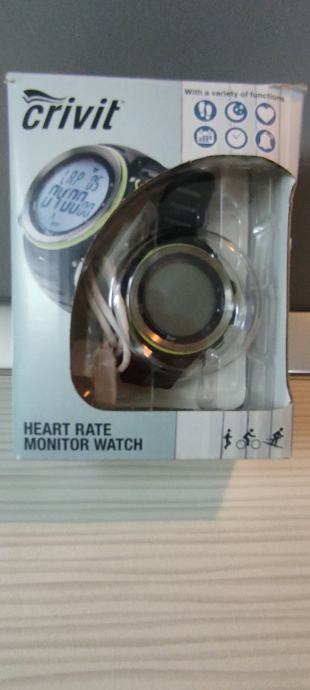 crivit
With a variety of functions
LAP 05
HEART RATE
MONITOR WATCH